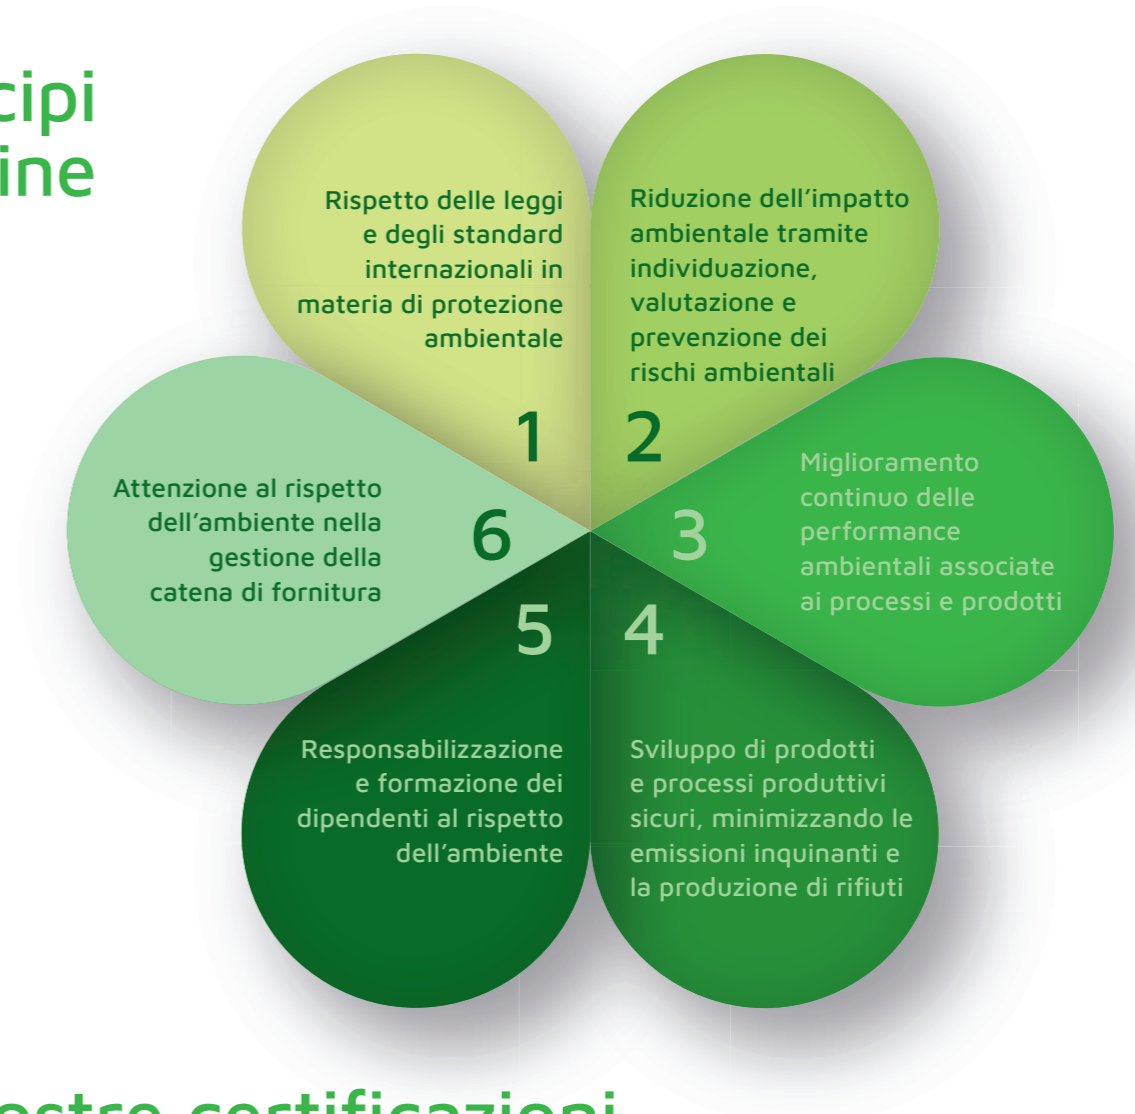 cipi
ine
Rispetto delle leggi
e degli standard
internazionali in
materia di protezione
ambientale
1
Riduzione dell’impatto
ambientale tramite
individuazione,
valutazione e
prevenzione dei
rischi ambientali
2
Miglioramento
continuo delle
performance
ambientali associate
ai processi e prodotti
3
4
Sviluppo di prodotti
e processi produttivi
sicuri, minimizzando le
emissioni inquinanti e
la produzione di rifiuti
5
Responsabilizzazione
e formazione dei
dipendenti al rispetto
dell’ambiente
6
Attenzione al rispetto
dell’ambiente nella
gestione della
catena di fornitura
ostre certificazioni